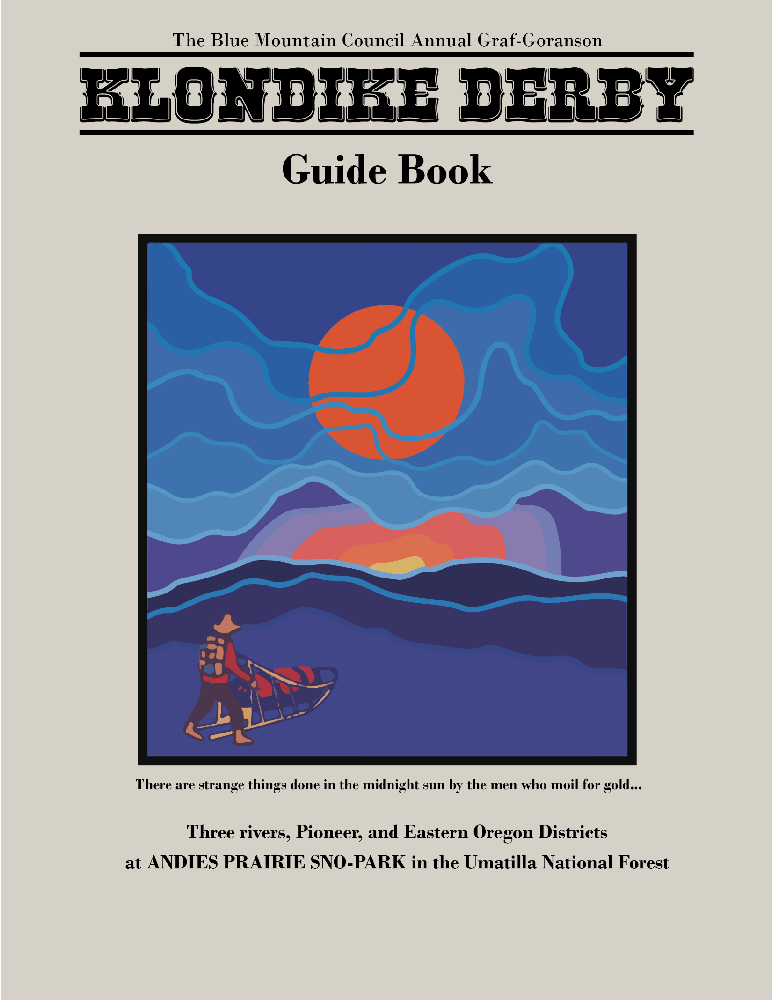 The Blue Mountain Council Annual Graf-Goranson
KLONDIKE DERBY
Guide Book
There are strange things done in the midnight sun by the men who moil for gold...
Three rivers, Pioneer, and Eastern Oregon Districts
at ANDIES PRAIRIE SNO-PARK in the Umatilla National Forest